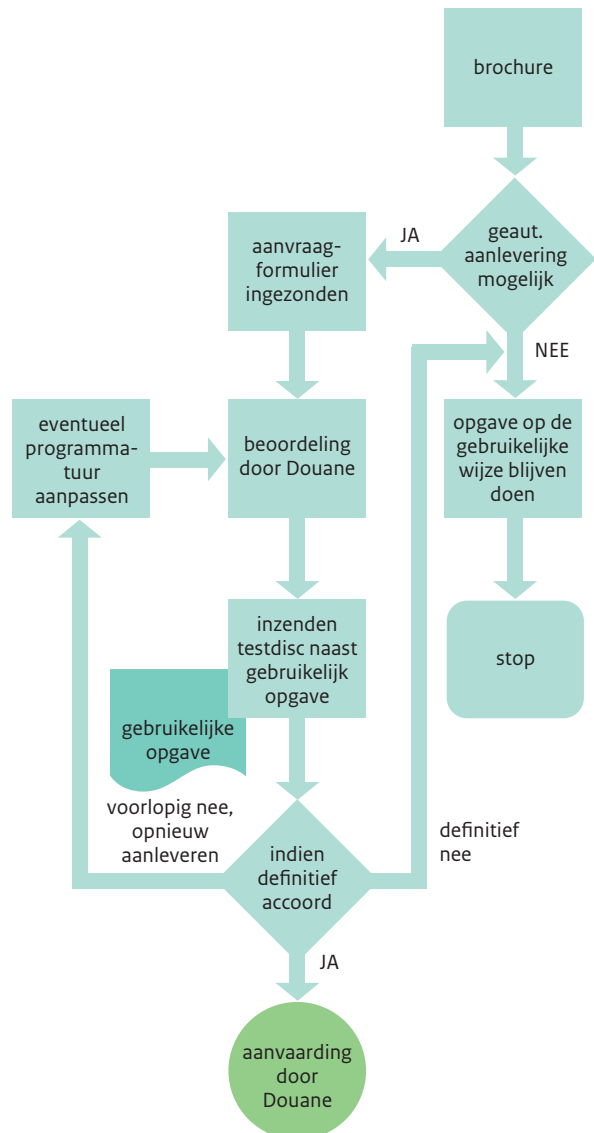 brochure
geaut.
aanlevering
mogelijk
JA
aanvraag-
formulier
ingezonden
NEE
eventueel
programma-
tuur
aanpassen
beoordeling
door Douane
opgave op de
gebruikelijke
wijze blijven
doen
inzenden
testdisc naast
gebruikelijk
opgave
stop
gebruikelijke
opgave
voorlopig nee,
opnieuw
aanleveren
indien
definitief
accoord
definitief
nee
JA
aanvaarding
door
Douane